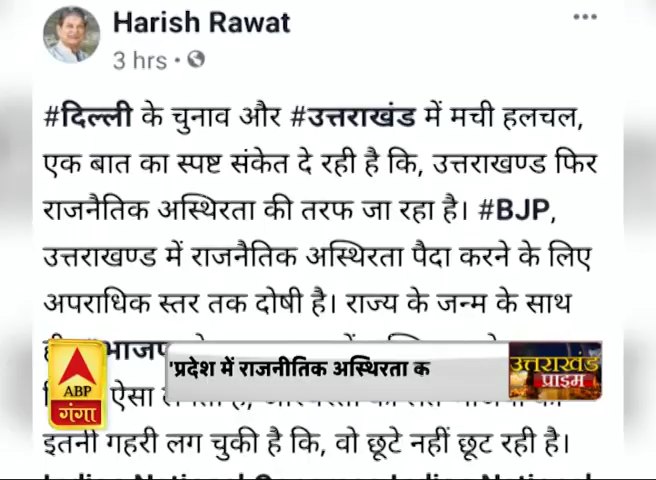 Harish Rawat
3 hrs
#दिल्ली के चुनाव और #उत्तराखंड में मची हलचल,
एक बात का स्पष्ट संकेत दे रही है कि, उत्तराखण्ड फिर
राजनैतिक अस्थिरता की तरफ जा रहा है। #BJP,
उत्तराखण्ड में राजनैतिक अस्थिरता पैदा करने के लिए
अपराधिक स्तर तक दोषी है। राज्य के जन्म के साथ
ABP
गंगा
'प्रदेश में राजनीतिक अस्थिरता क
उत्तराखंड
प्राइम
ऐसा
इतनी गहरी लग चुकी है कि, वो छूटे नहीं छूट रही है।